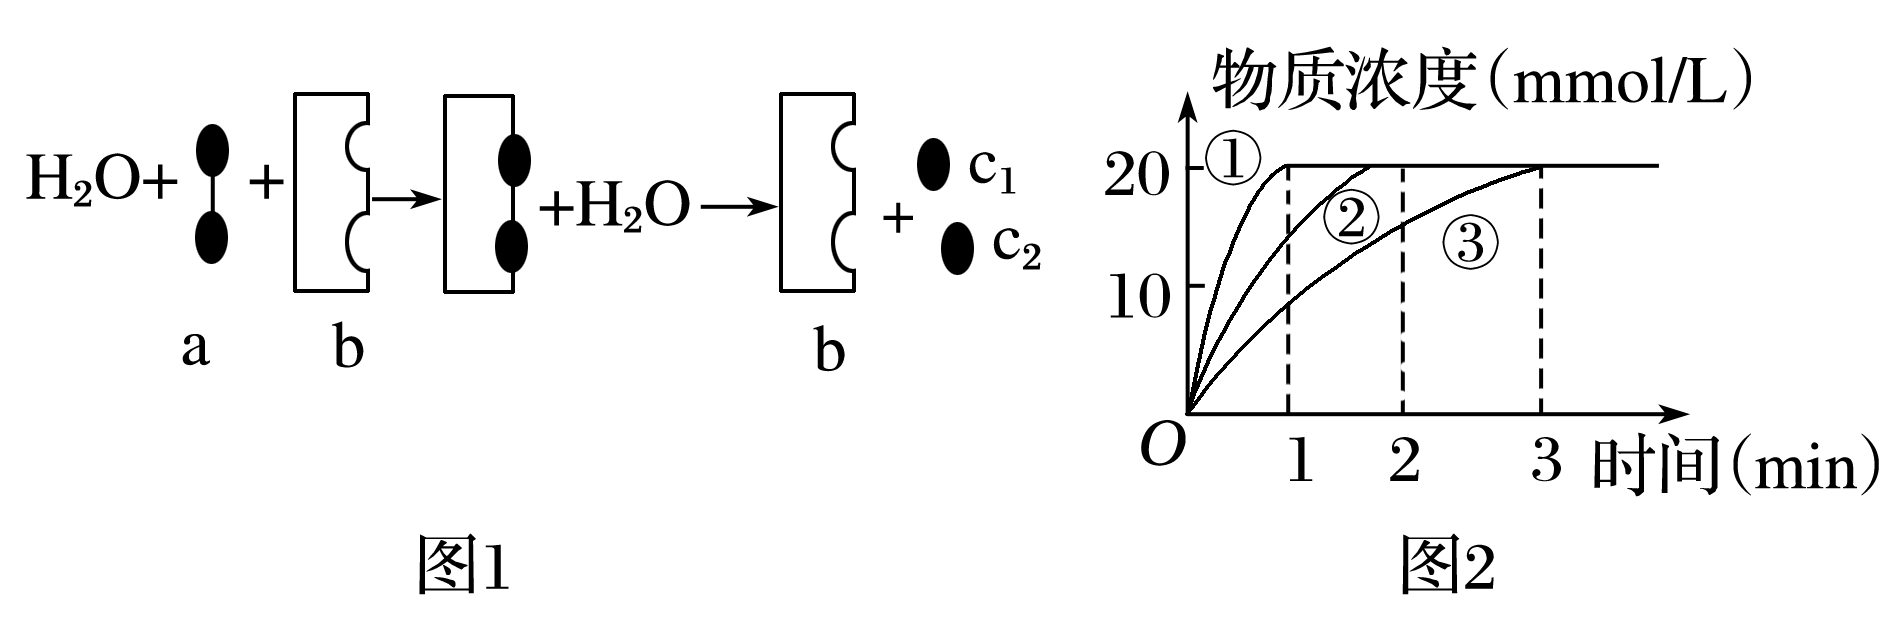 H₂O+ + → +H₂O → + c₁
c₂
a b b
图1
物质浓度(mmol/L)
20
10
① ② ③
O 1 2 3 时间(min)
图2